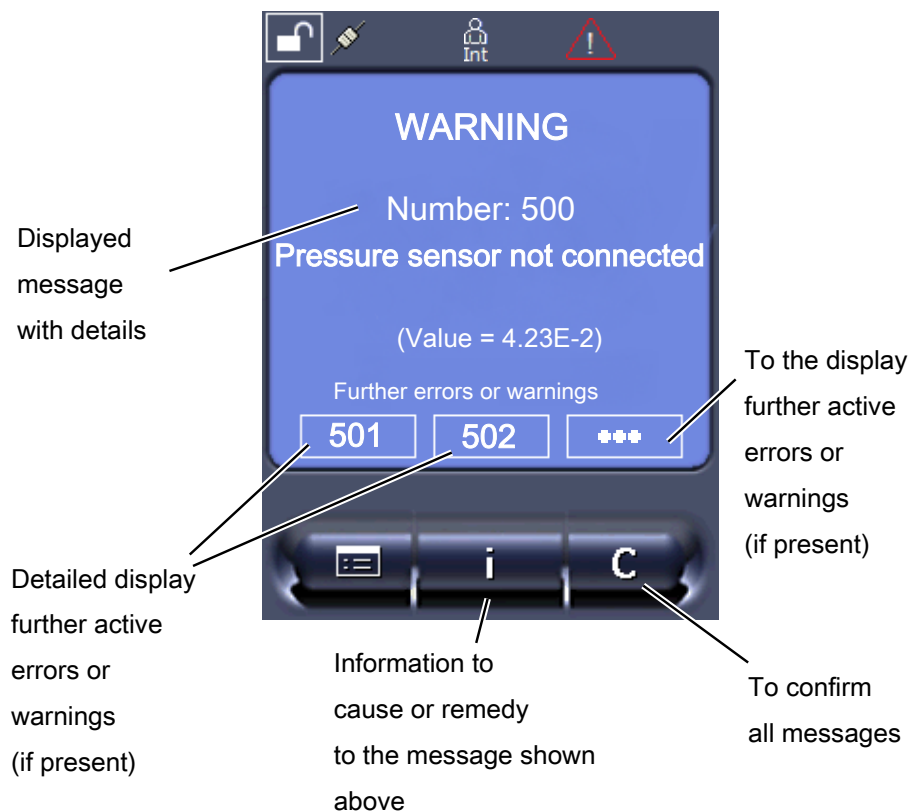 Int
!
WARNING
Number: 500
Pressure sensor not connected
(Value = 4.23E-2)
Further errors or warnings
501
502
•••
i
C
Displayed
message
with details
To the display
further active
errors or
warnings
(if present)
Detailed display
further active
errors or
warnings
(if present)
Information to
cause or remedy
to the message shown
above
To confirm
all messages